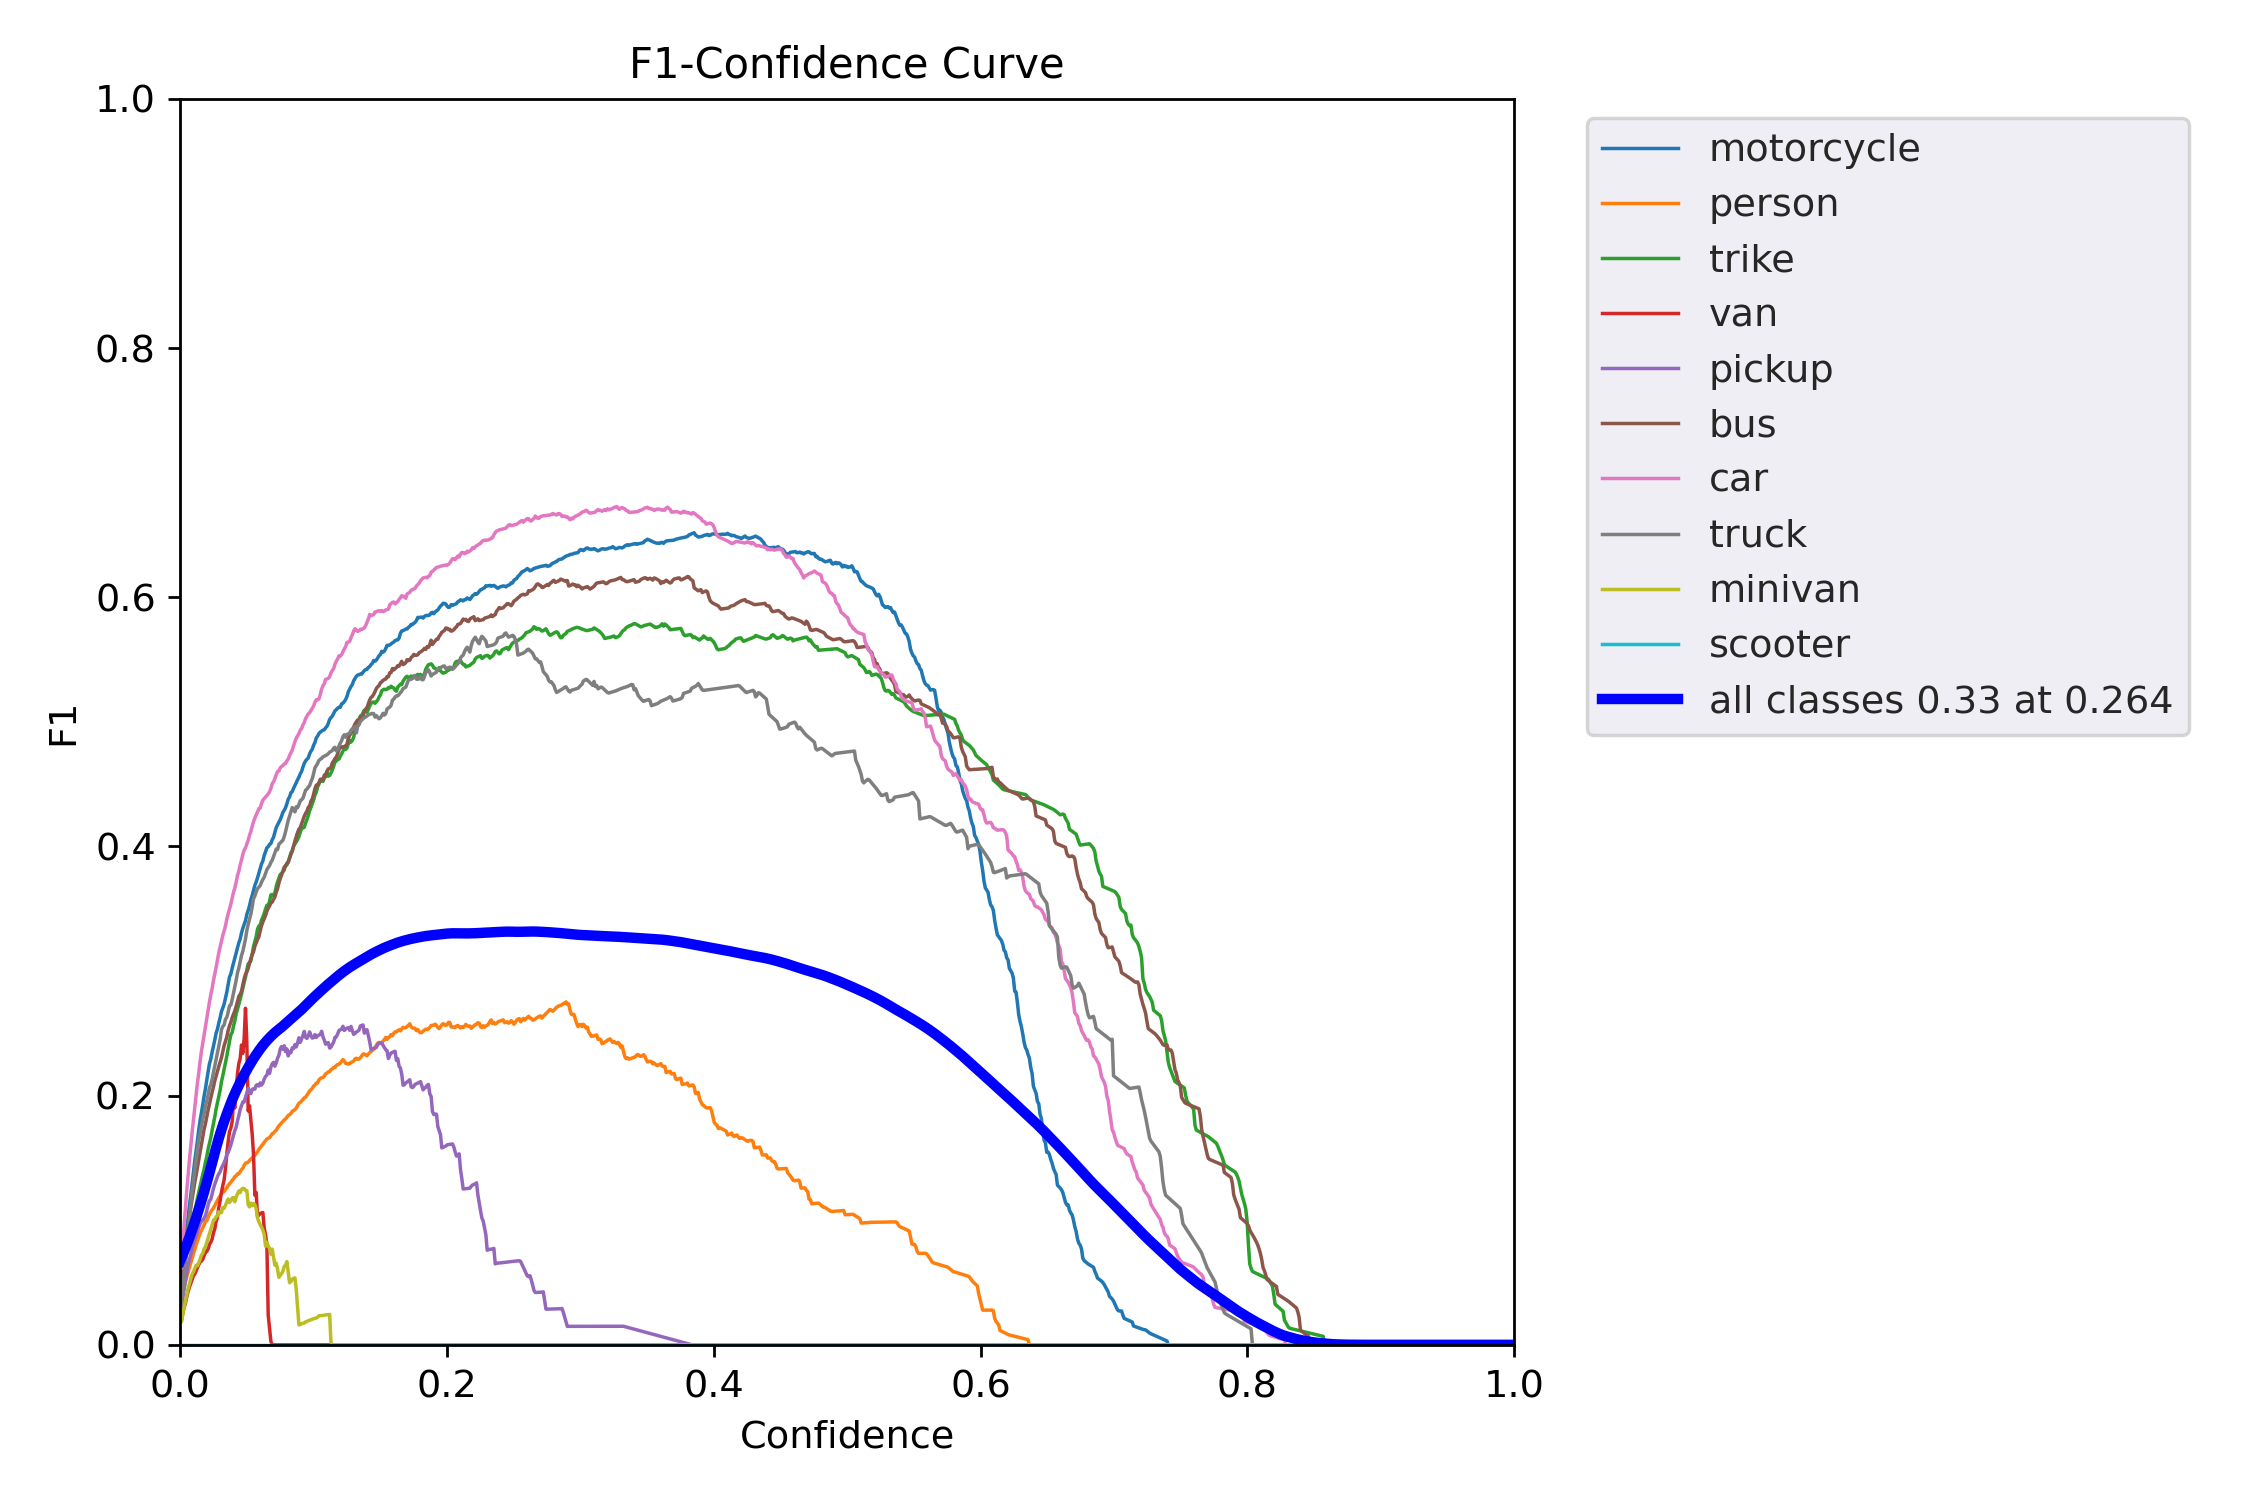 F1-Confidence Curve
1.0
0.8
0.6
0.4
0.2
0.0
F1
0.0 0.2 0.4 0.6 0.8 1.0
Confidence
motorcycle
person
trike
van
pickup
bus
car
truck
minivan
scooter
all classes 0.33 at 0.264